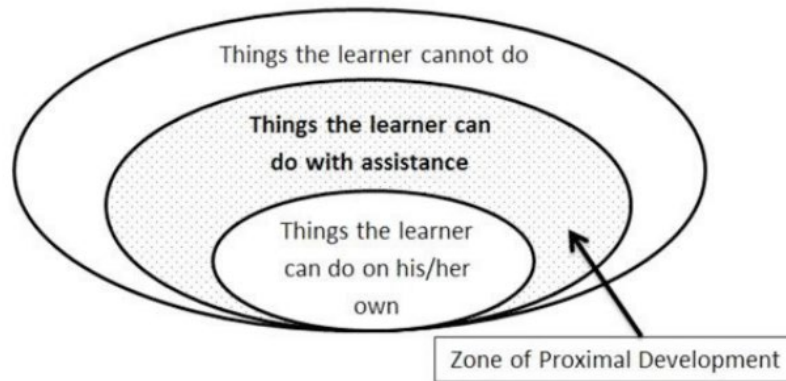 Things the learner cannot do
Things the learner can
do with assistance
Things the learner
can do on his/her
own
Zone of Proximal Development